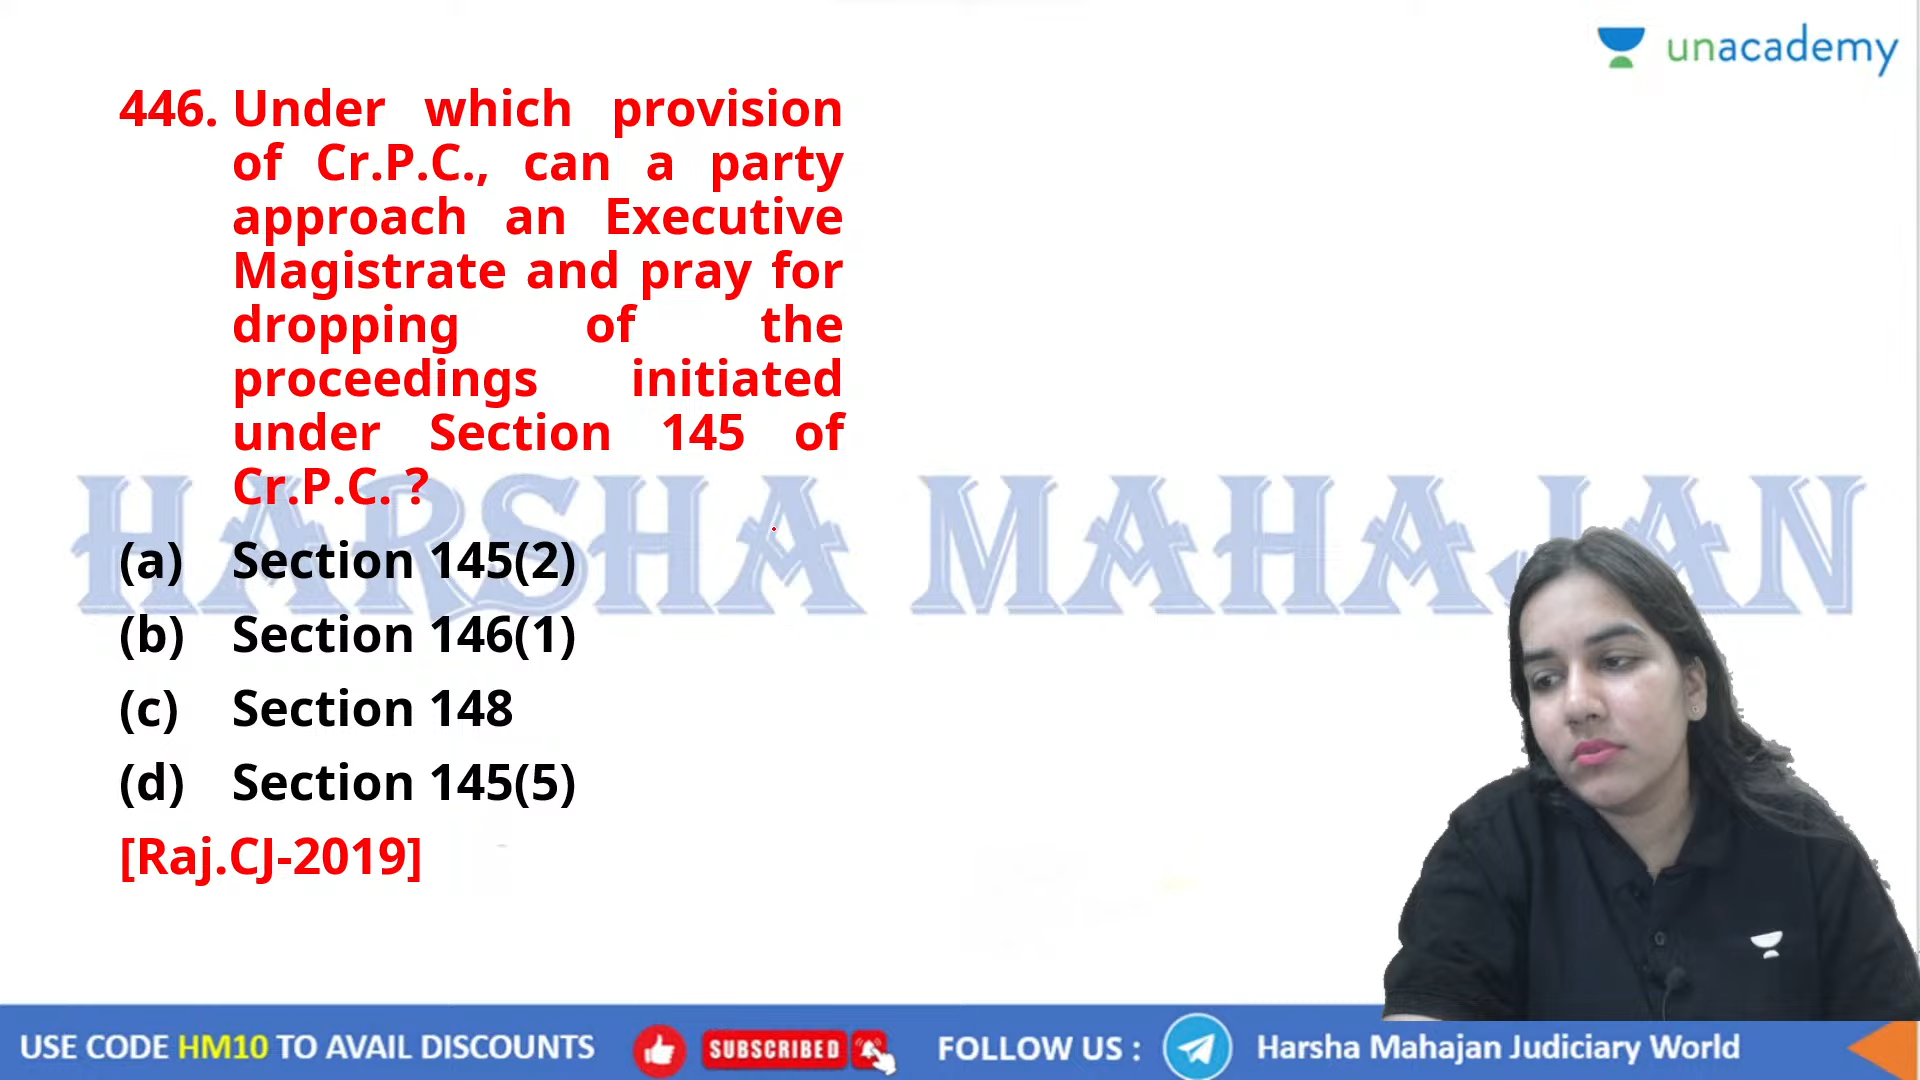 unacademy
446. Under which provision
of Cr.P.C., can a party
approach an Executive
Magistrate and pray for
dropping of the
proceedings initiated
under Section 145 of
Cr.P.C. ?
HARSHA MAHAJAN
(a) Section 145(2)
(b) Section 146(1)
(c) Section 148
(d) Section 145(5)
[Raj.CJ-2019]
USE CODE HM10 TO AVAIL DISCOUNTS
SUBSCRIBED
FOLLOW US :
Harsha Mahajan Judiciary World